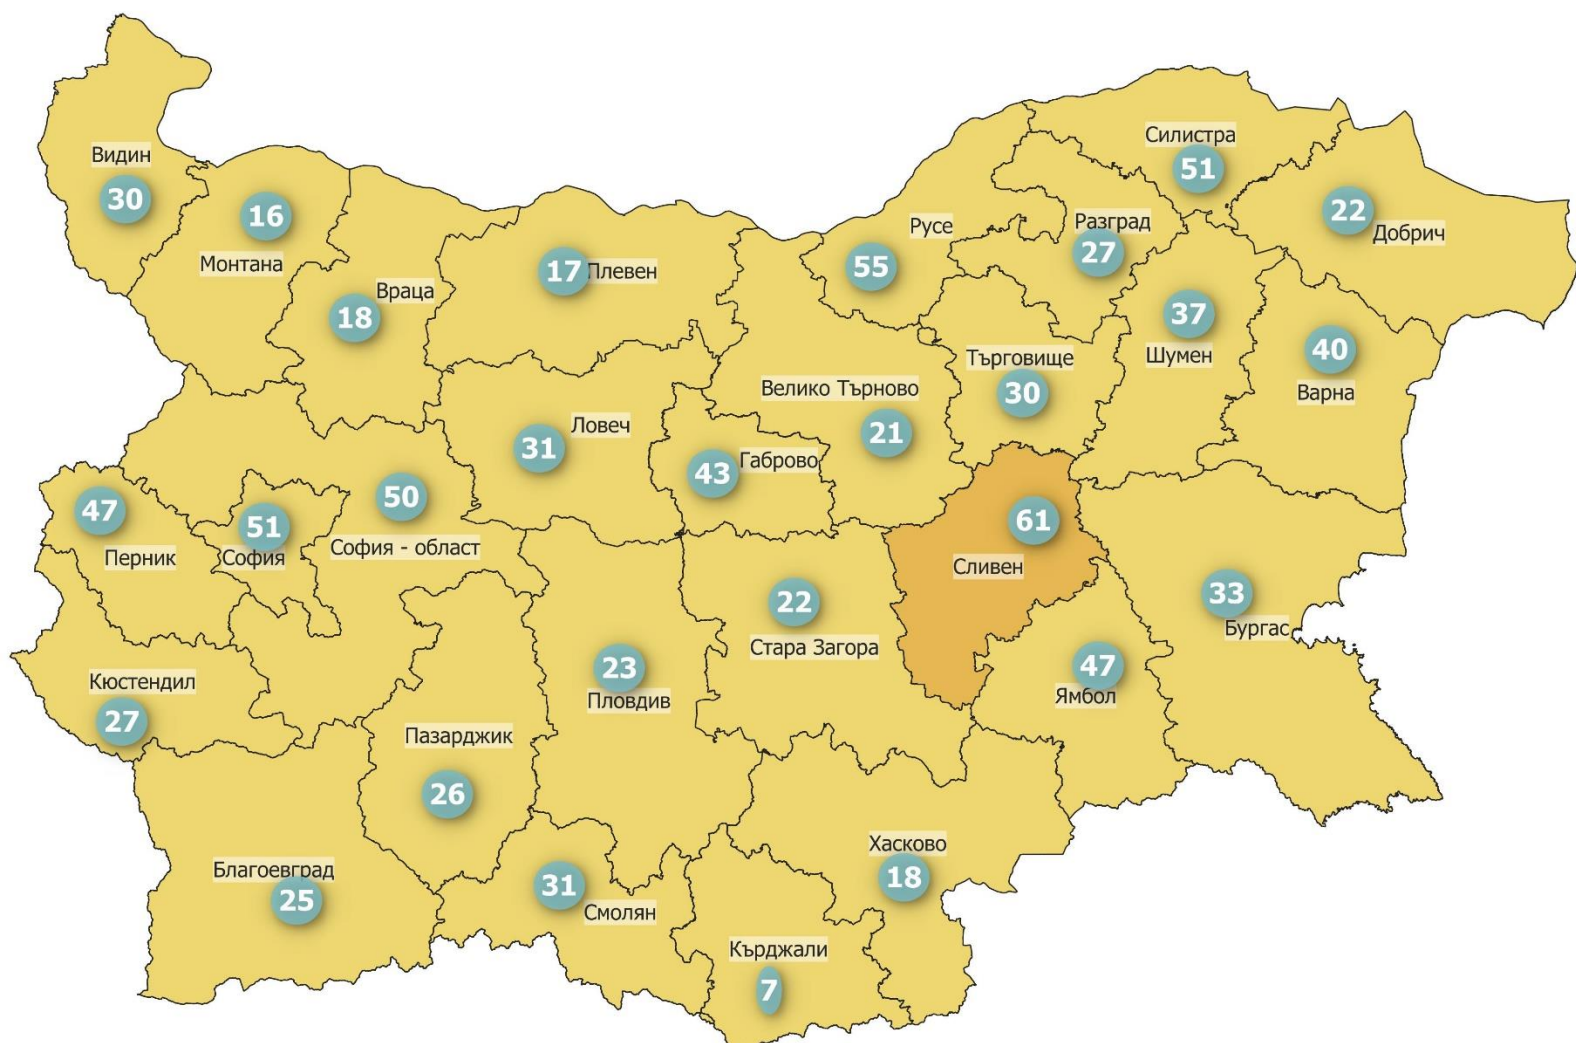 Видин
30
16
Монтана
Враца
18
17
Плевен
Русе
55
Разград
27
Силистра
51
22
Добрич
37
Шумен
40
Варна
Търговище
30
Велико Търново
21
Ловеч
31
Габрово
43
50
София - област
51
София
47
Перник
61
Сливен
33
Бургас
22
Стара Загора
47
Ямбол
23
Пловдив
Кюстендил
27
Пазарджик
26
Благоевград
25
31
Смолян
Хасково
18
Кърджали
7